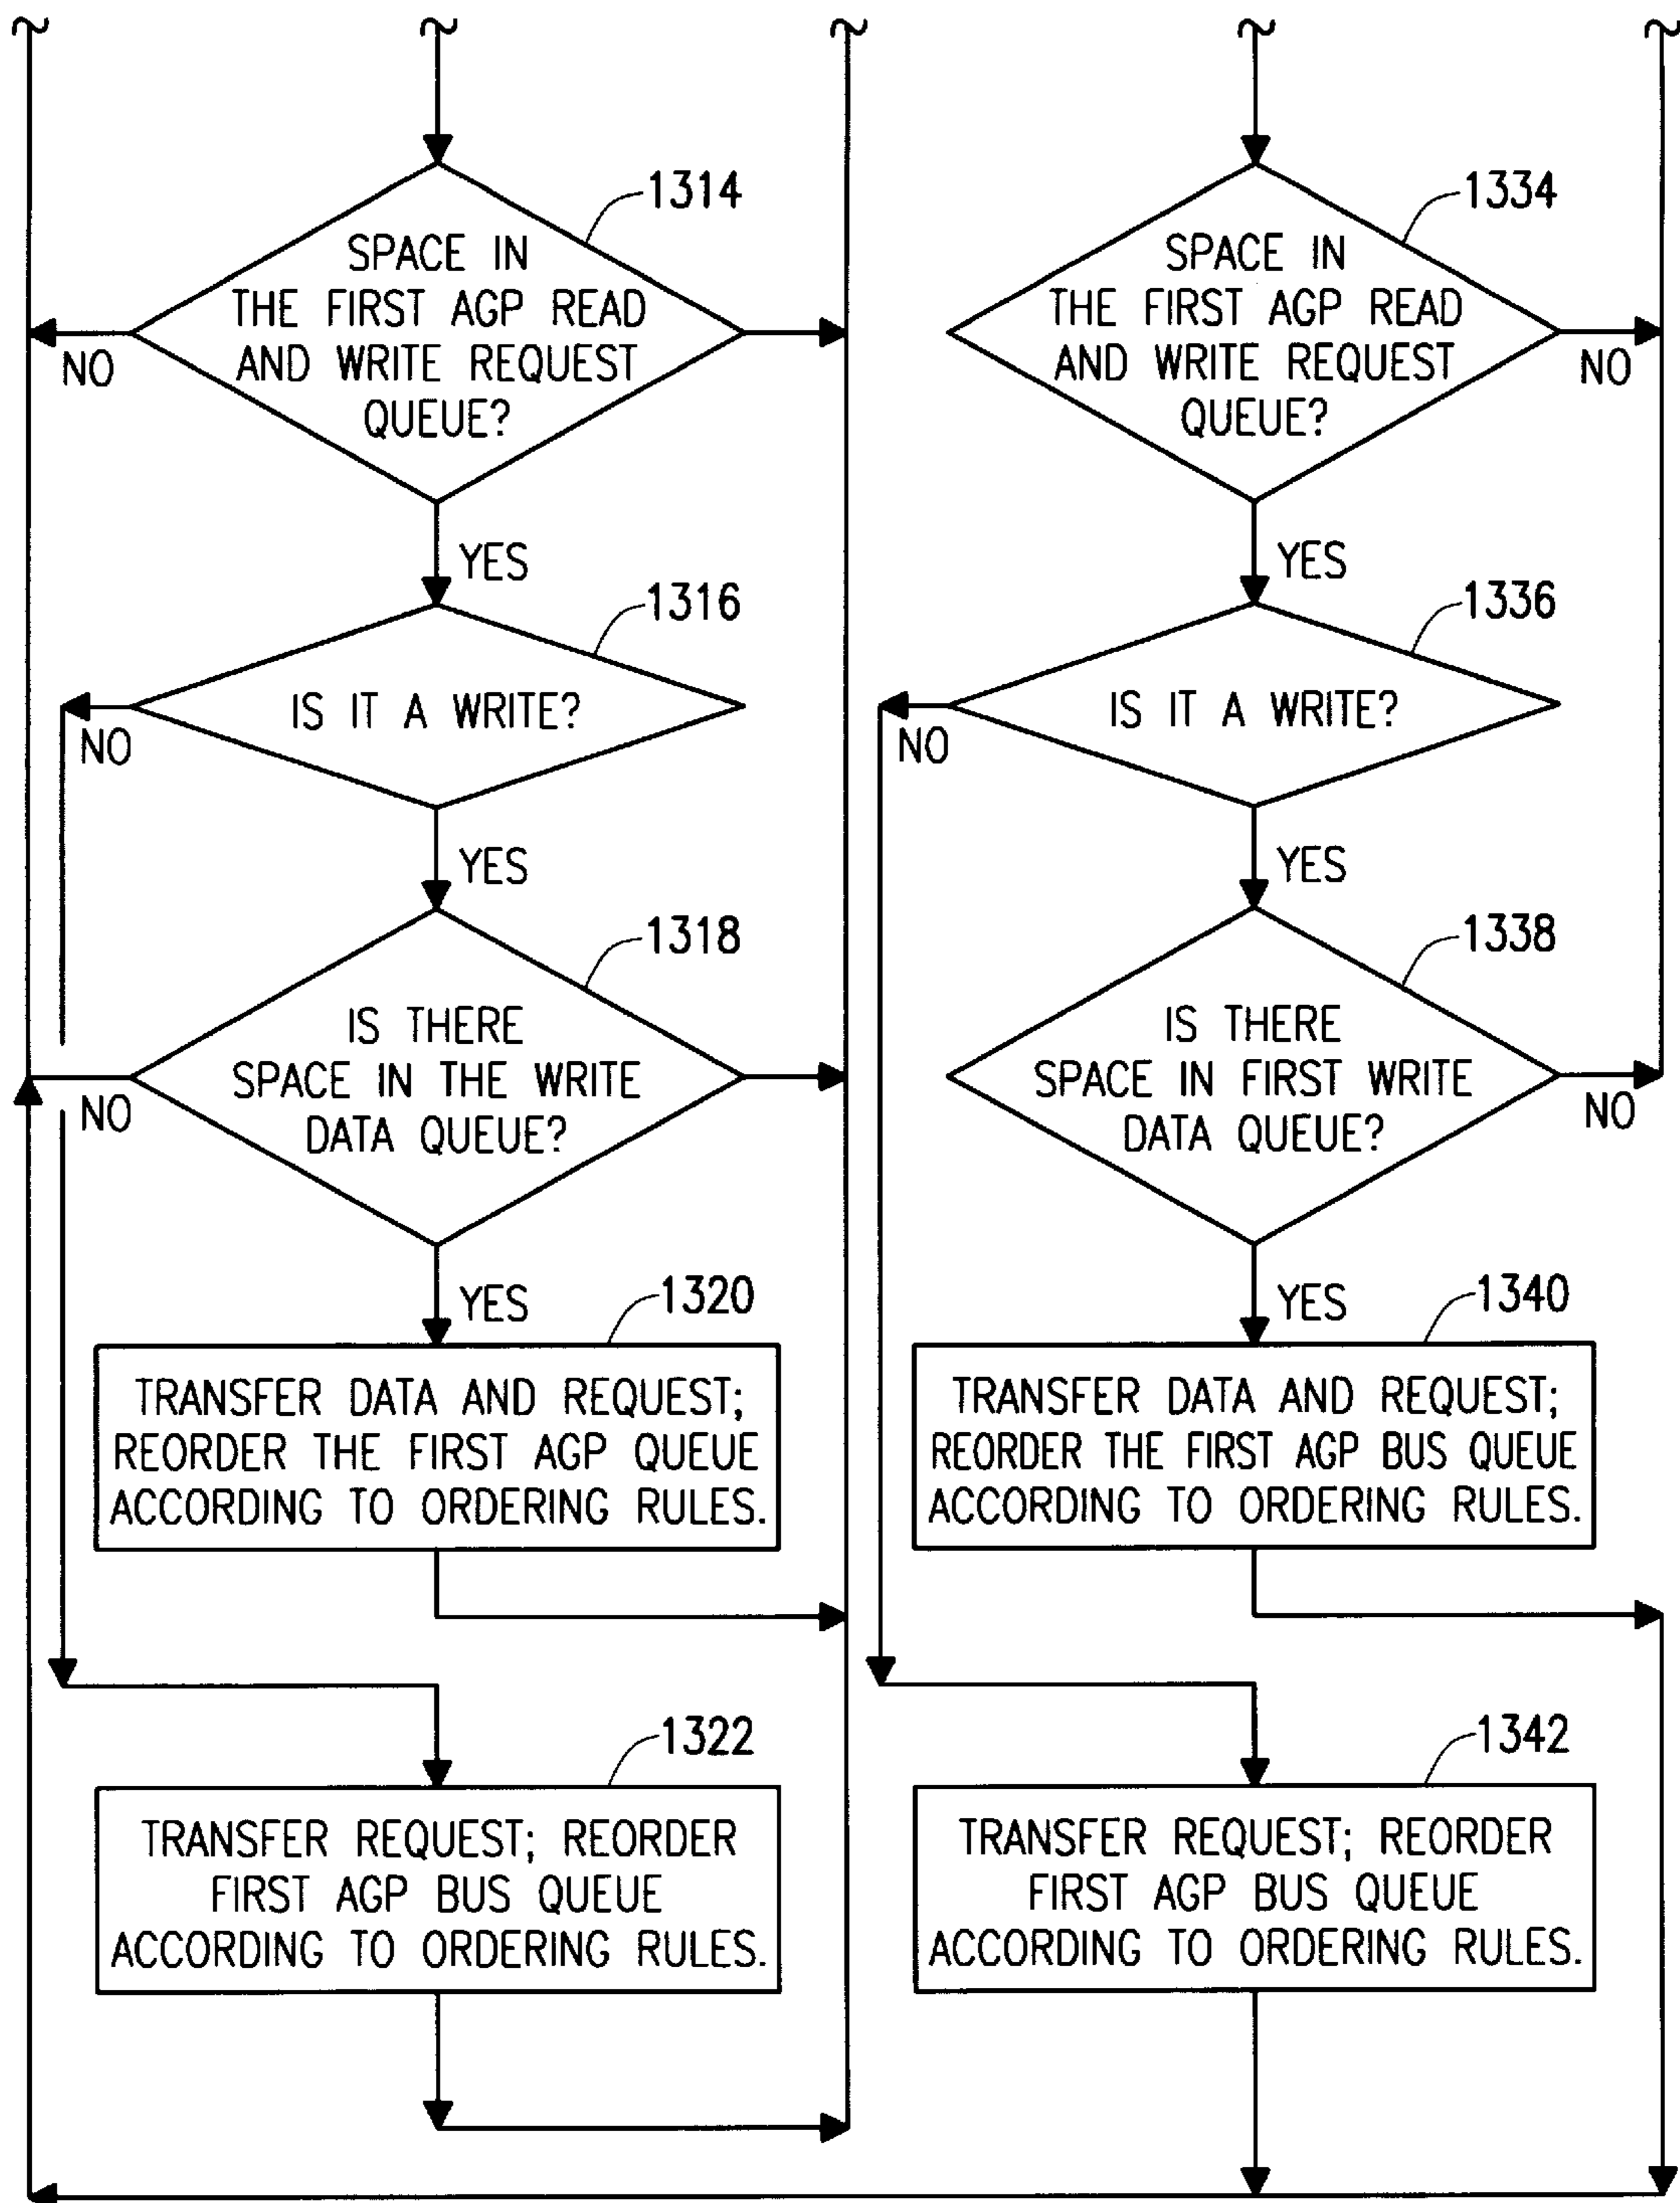 1314
SPACE IN
THE FIRST AGP READ
AND WRITE REQUEST
QUEUE?
NO
YES
1316
IS IT A WRITE?
NO
YES
1318
IS THERE
SPACE IN THE WRITE
DATA QUEUE?
NO
YES
1320
TRANSFER DATA AND REQUEST;
REORDER THE FIRST AGP QUEUE
ACCORDING TO ORDERING RULES.
1322
TRANSFER REQUEST; REORDER
FIRST AGP BUS QUEUE
ACCORDING TO ORDERING RULES.
1334
SPACE IN
THE FIRST AGP READ
AND WRITE REQUEST
QUEUE?
NO
YES
1336
IS IT A WRITE?
NO
YES
1338
IS THERE
SPACE IN FIRST WRITE
DATA QUEUE?
NO
YES
1340
TRANSFER DATA AND REQUEST;
REORDER THE FIRST AGP BUS QUEUE
ACCORDING TO ORDERING RULES.
1342
TRANSFER REQUEST; REORDER
FIRST AGP BUS QUEUE
ACCORDING TO ORDERING RULES.